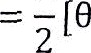 = /2 [θ